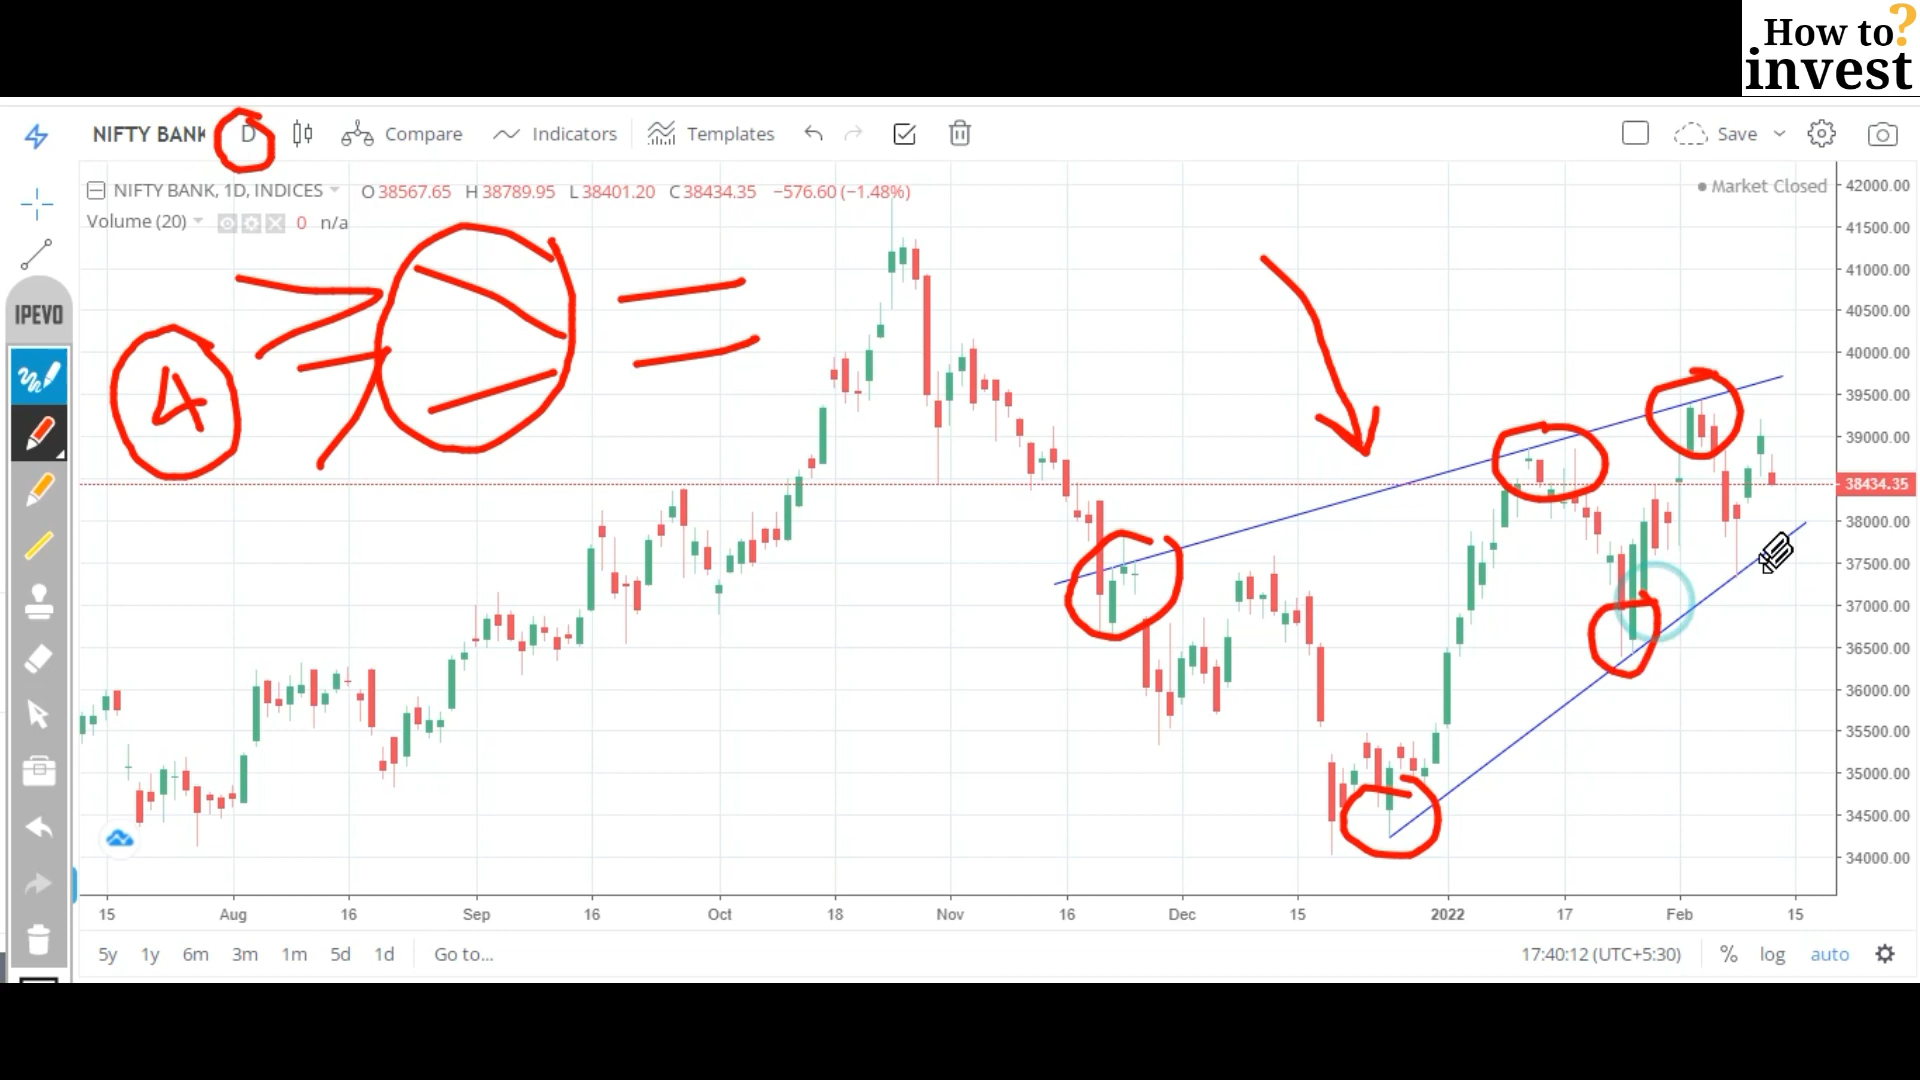 How to?
invest
NIFTY BANK D Compare Indicators Templates Save
NIFTY BANK, 1D, INDICES O38567.65 H38789.95 L38401.20 C38434.35 −576.60 (−1.48%)
Market Closed
Volume (20) 0 n/a
IPEVO
4
42000.00
41500.00
41000.00
40500.00
40000.00
39500.00
39000.00
38434.35
38000.00
37500.00
37000.00
36500.00
36000.00
35500.00
35000.00
34500.00
34000.00
15 Aug 16 Sep 16 Oct 18 Nov 16 Dec 15 2022 17 Feb 15
5y 1y 6m 3m 1m 5d 1d Go to... 17:40:12 (UTC+5:30) % log auto